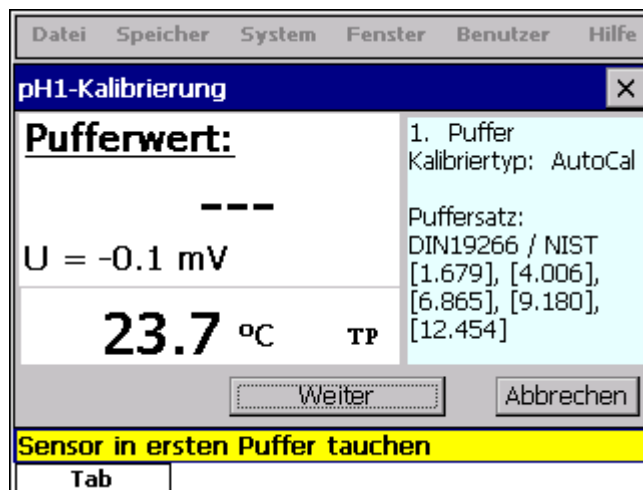 Datei Speicher System Fenster Benutzer Hilfe
pH1-Kalibrierung
Pufferwert:
---
U = -0.1 mV
23.7 ºC TP
1. Puffer
Kalibriertyp: AutoCal
Puffersatz:
DIN19266 / NIST
[1.679], [4.006],
[6.865], [9.180],
[12.454]
Weiter Abbrechen
Sensor in ersten Puffer tauchen
Tab